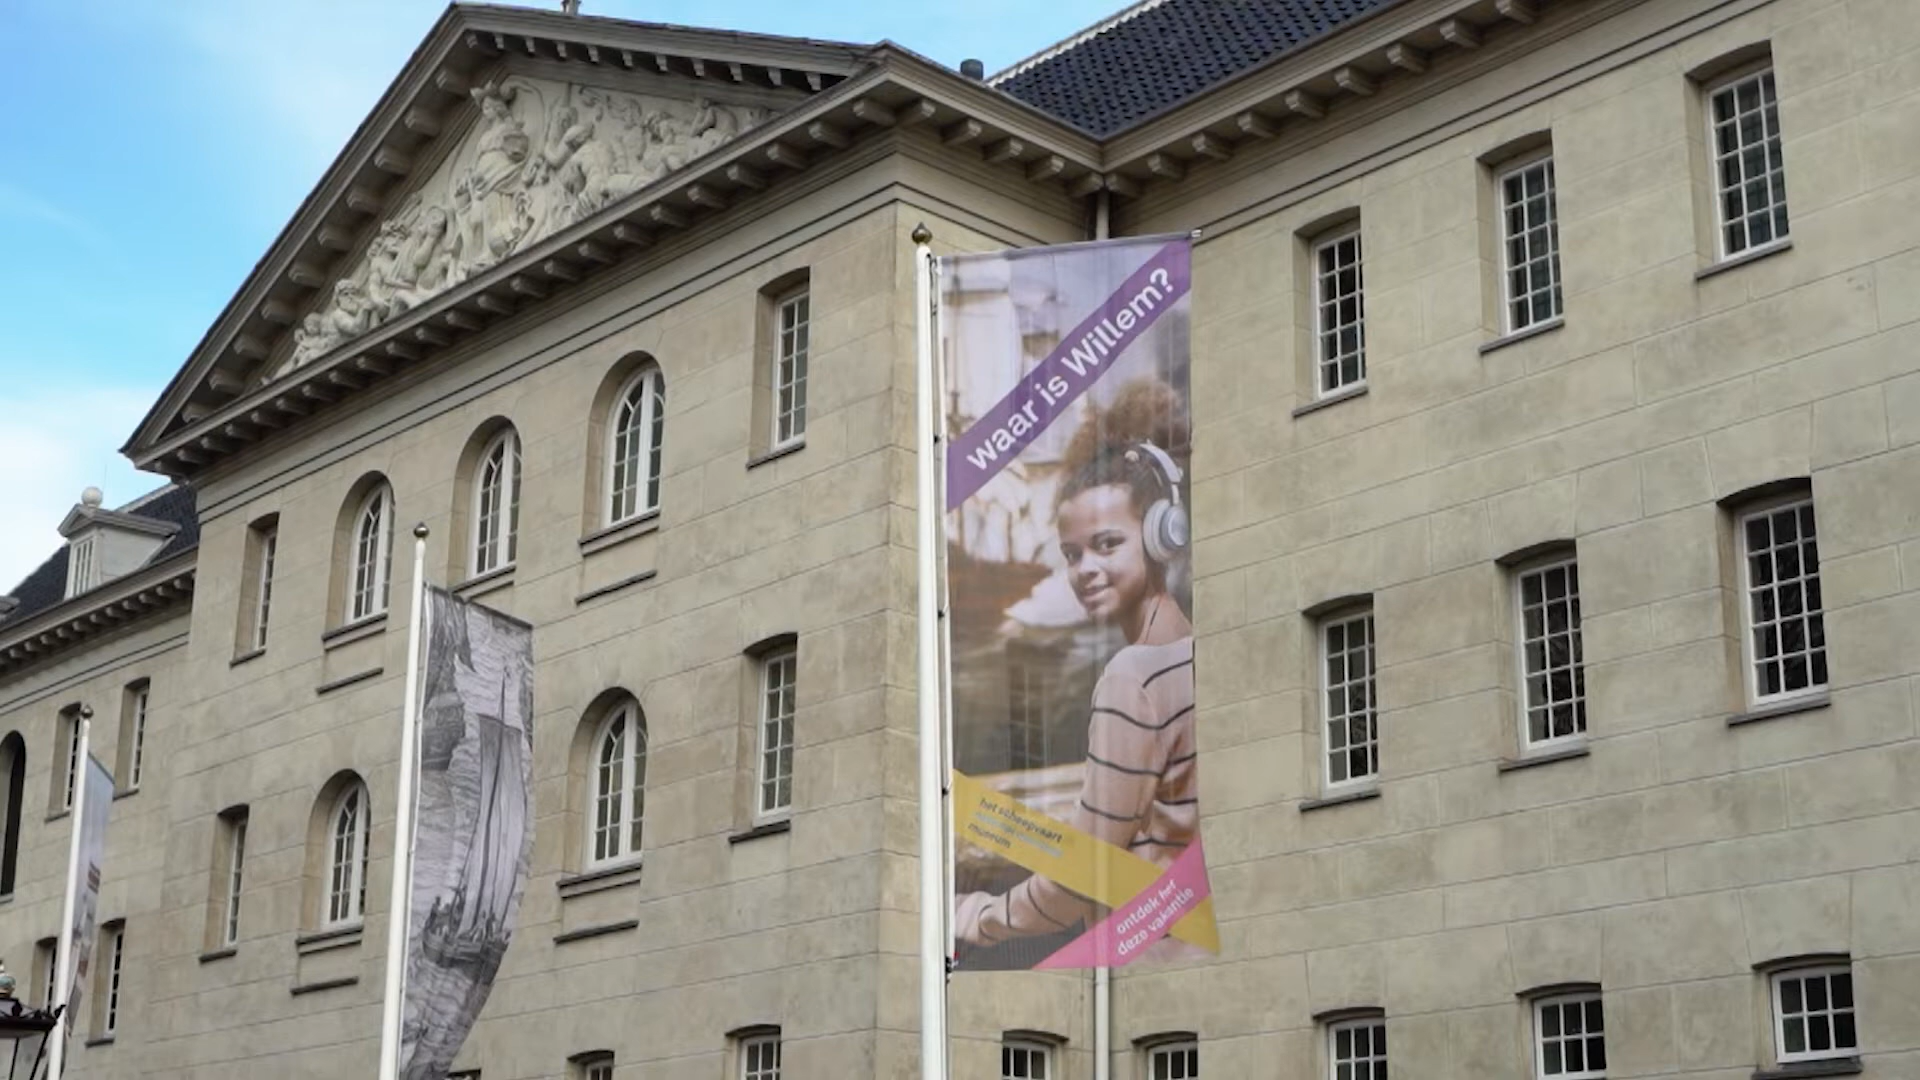 waar is Willem?
het scheepvaart
museum
ontdek het
deze vakantie